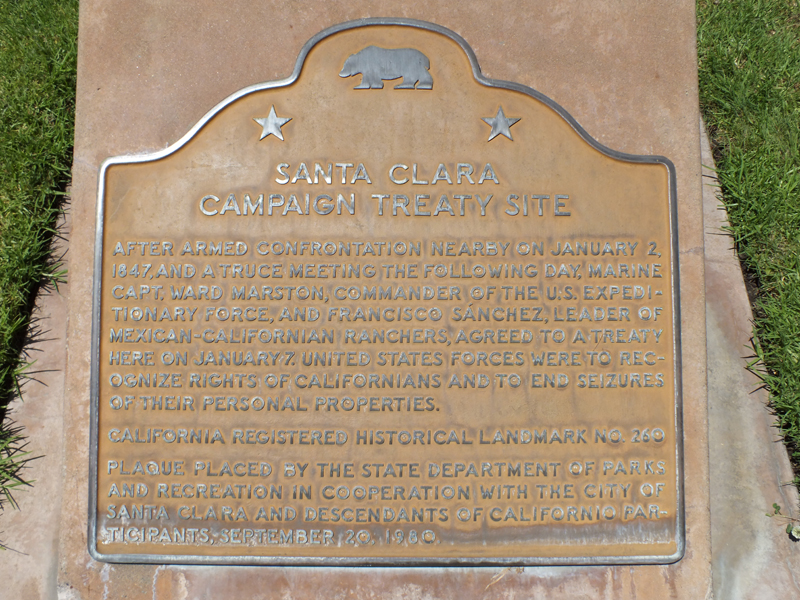 SANTA CLARA
CAMPAIGN TREATY SITE
AFTER ARMED CONFRONTATION NEARBY ON JANUARY 2,
1847, AND A TRUCE MEETING THE FOLLOWING DAY, MARINE
CAPT. WARD MARSTON, COMMANDER OF THE U.S. EXPEDI-
TIONARY FORCE, AND FRANCISCO SÁNCHEZ, LEADER OF
MEXICAN-CALIFORNIAN RANCHERS, AGREED TO A TREATY
HERE ON JANUARY 7. UNITED STATES FORCES WERE TO REC-
OGNIZE RIGHTS OF CALIFORNIANS AND TO END SEIZURES
OF THEIR PERSONAL PROPERTIES.
CALIFORNIA REGISTERED HISTORICAL LANDMARK NO. 260
PLAQUE PLACED BY THE STATE DEPARTMENT OF PARKS
AND RECREATION IN COOPERATION WITH THE CITY OF
SANTA CLARA AND DESCENDANTS OF CALIFORNIO PAR-
TICIPANTS, SEPTEMBER 20, 1980.